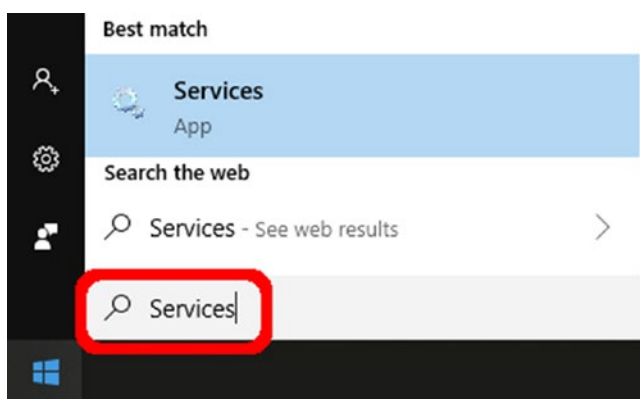 Best match
Services
App
Search the web
Services - See web results
Services